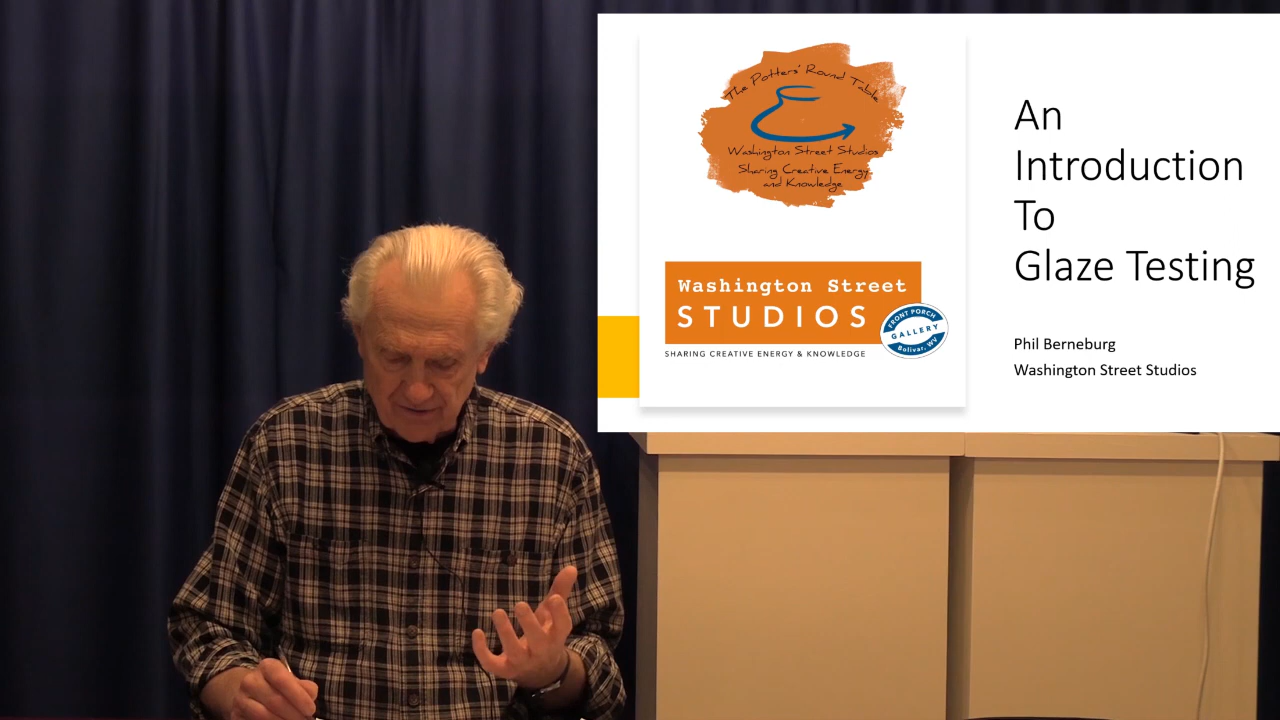 The Potters' Round Table
Washington Street Studios
Sharing Creative Energy
and Knowledge
Washington Street
STUDIOS
FRONT PORCH
GALLERY
Bolivar, WV
SHARING CREATIVE ENERGY & KNOWLEDGE
An
Introduction
To
Glaze Testing
Phil Berneburg
Washington Street Studios